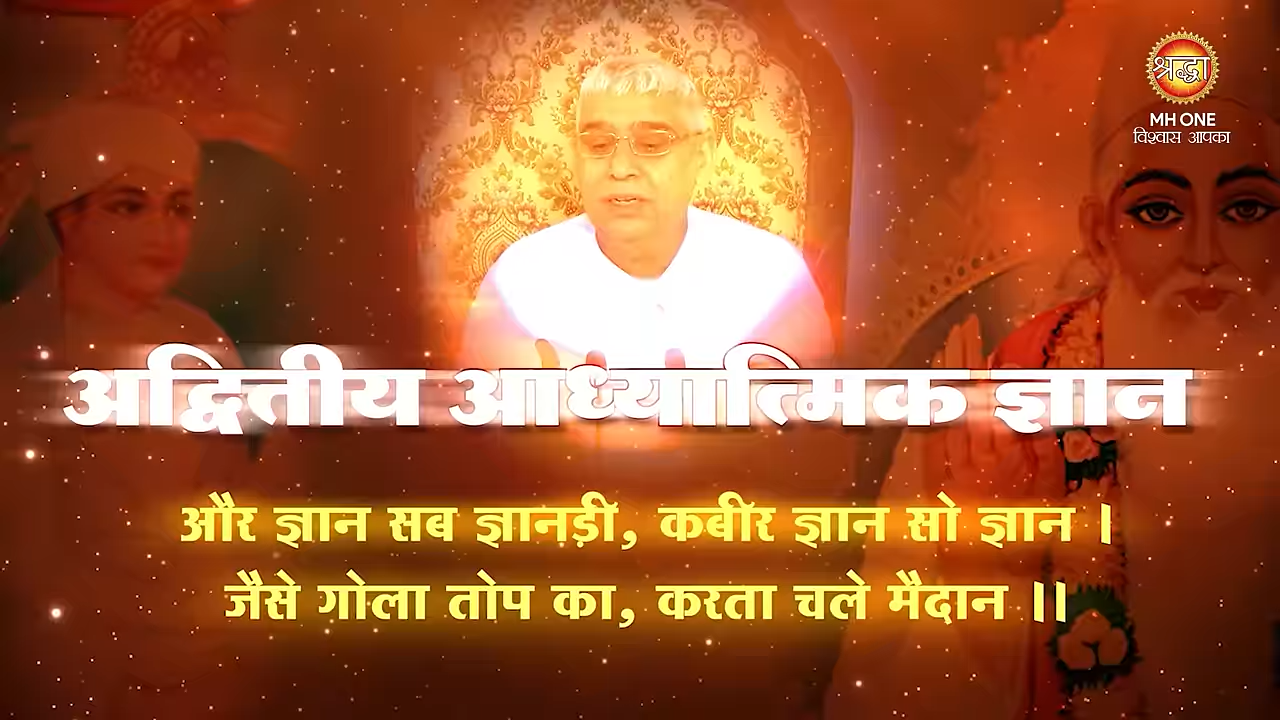 श्रद्धा
MH ONE
विश्वास आपका
अद्वितीय आध्यात्मिक ज्ञान
और ज्ञान सब ज्ञानड़ी, कबीर ज्ञान सो ज्ञान ।
जैसे गोला तोप का, करता चले मैदान ।।